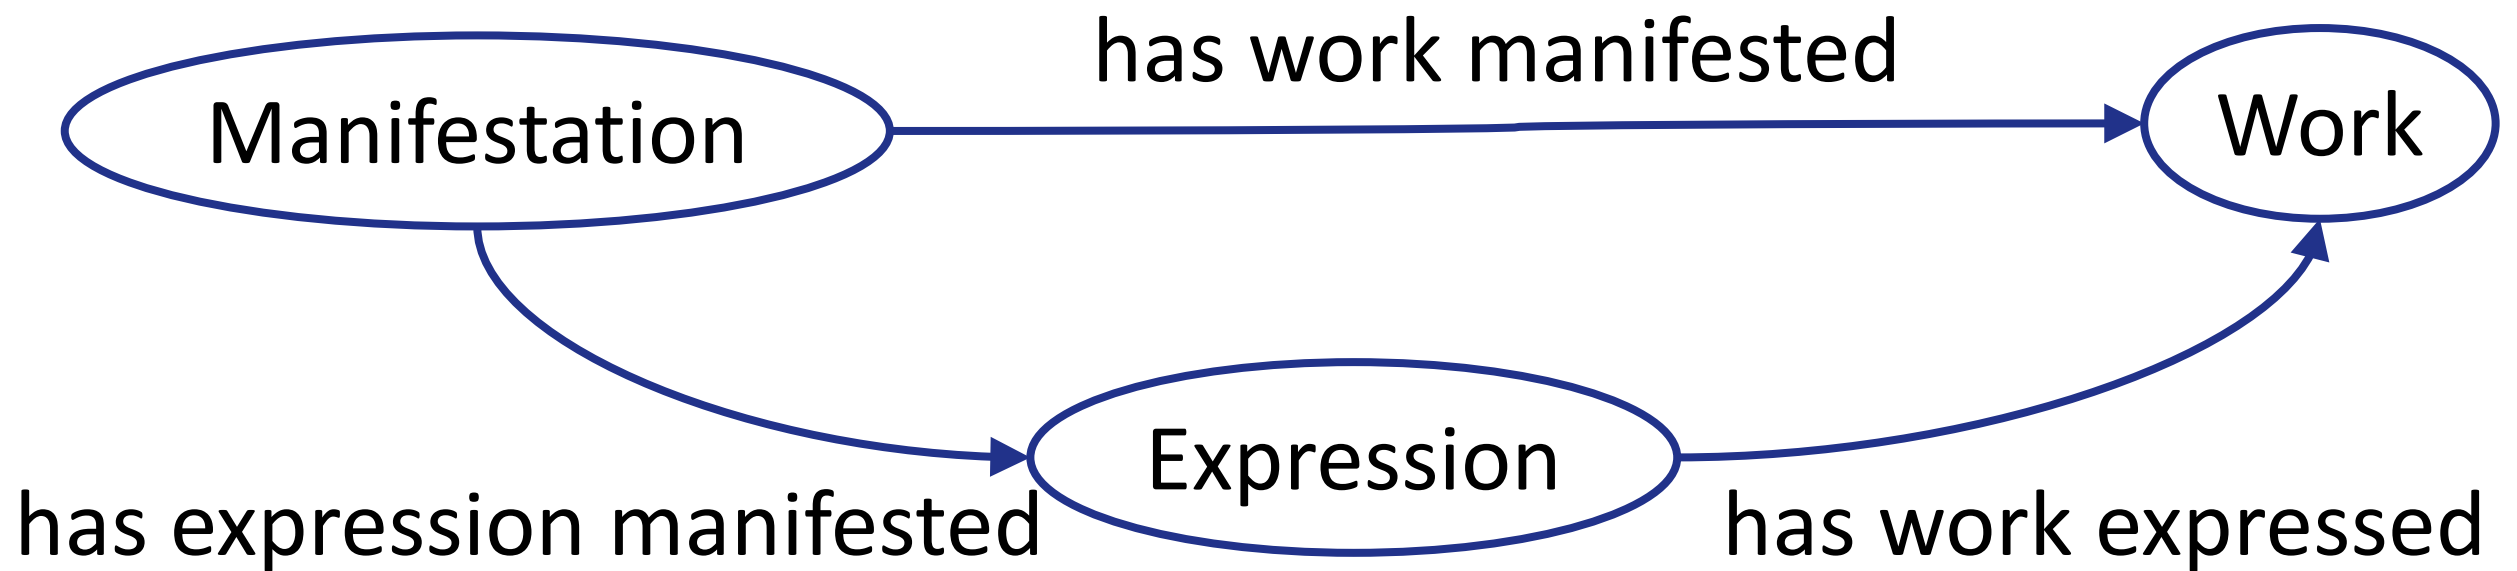 has work manifested
Manifestation
Work
Expression
has expression manifested
has work expressed